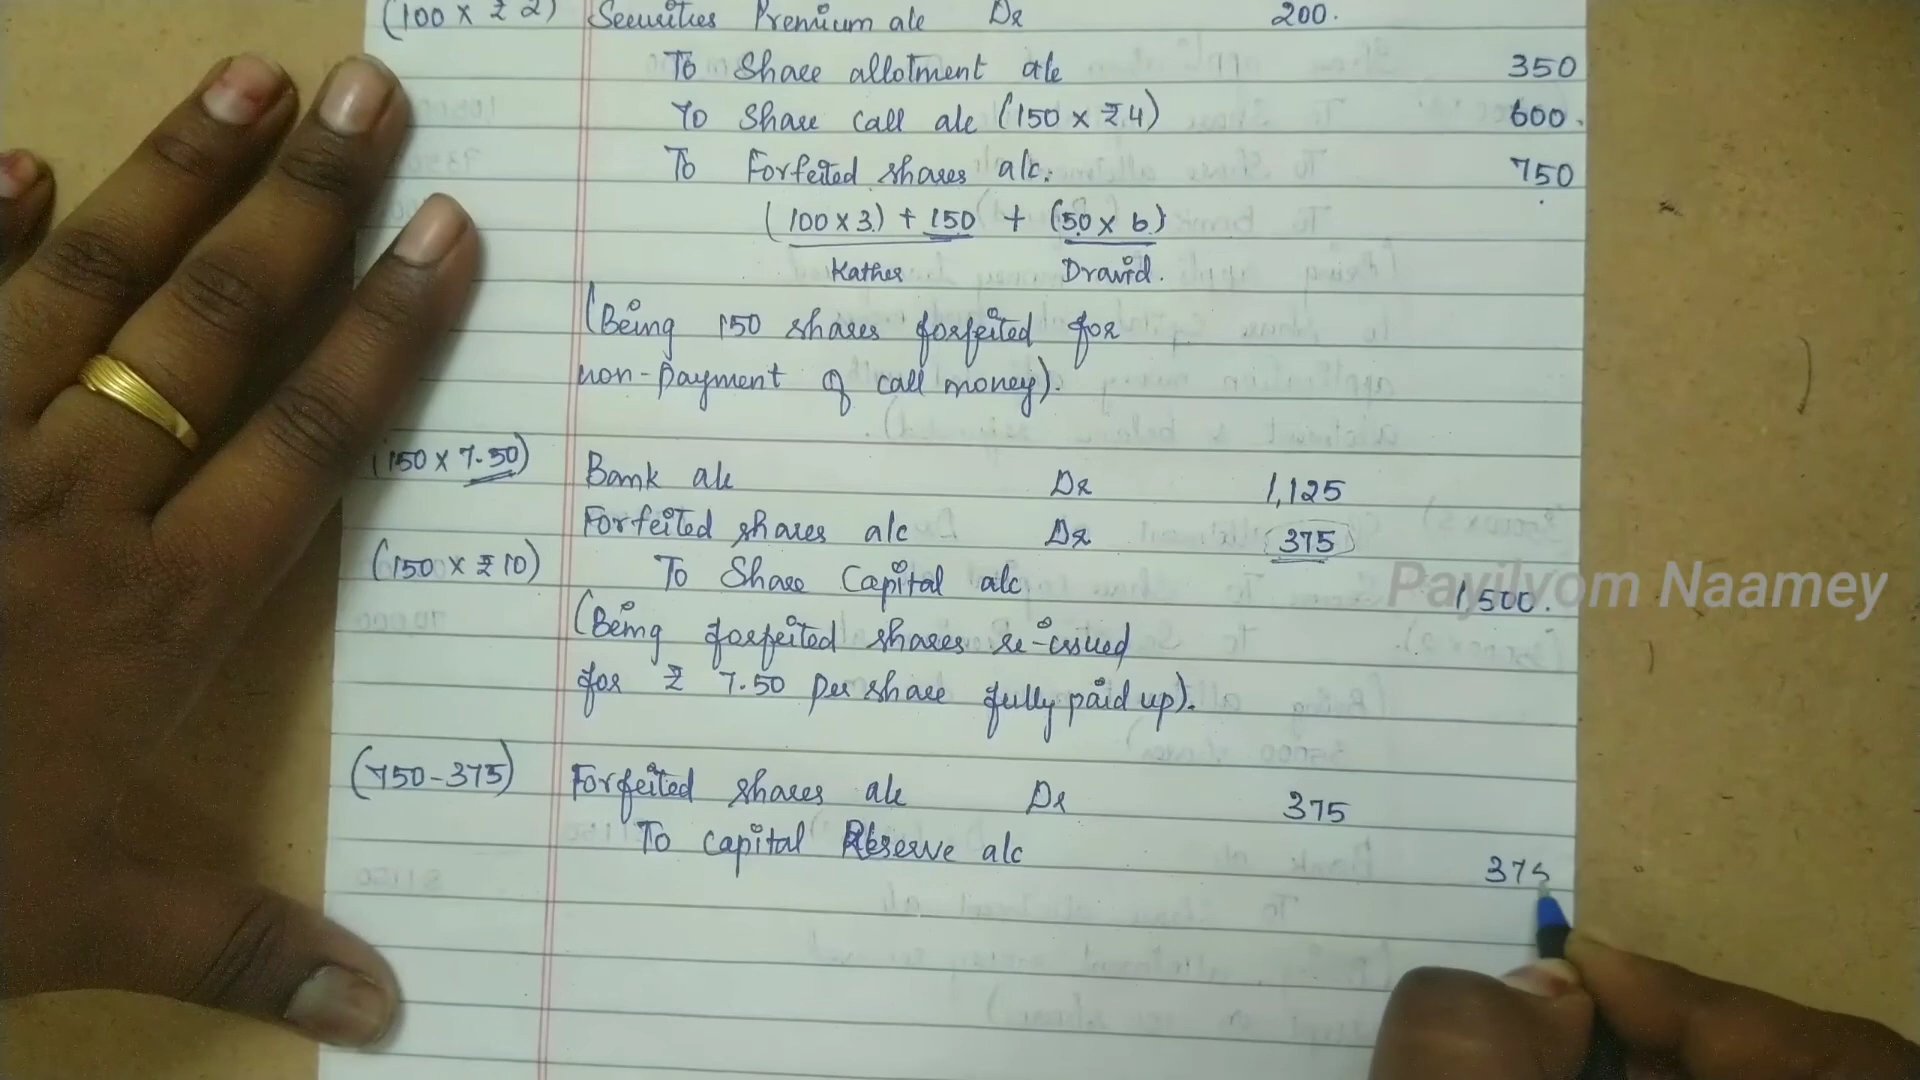 (100 x ₹ 2) Securities Premium a/c Dr 200.
To Share allotment a/c 350
To Share call a/c (150 x ₹4) 600.
To Forfeited shares a/c. 750
(100 x 3) + 150 + (50 x 6)
Kather Dravid.
(Being 150 shares forfeited for
non-payment of call money).
(150 x 7.50) Bank a/c Dr 1,125
Forfeited shares a/c Dr 375
(150 x ₹ 10) To Share Capital a/c 1,500.
Payilvom Naamey
(Being forfeited shares re-issued
for ₹ 7.50 per share fully paid up).
(750-375) Forfeited shares a/c Dr 375
To capital Reserve a/c 375